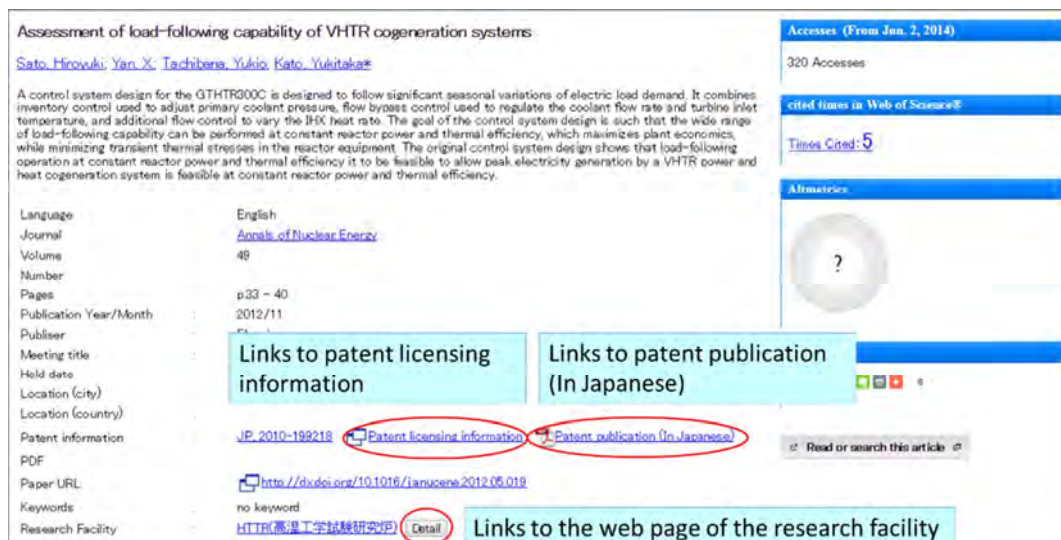 Assessment of load-following capability of VHTR cogeneration systems
Sato, Hiroyuki; Yan, X; Tachibana, Yukio; Kato, Yukitaka*
A control system design for the GTHTR300C is designed to follow significant seasonal variations of electric load demand. It combines
inventory control used to adjust primary coolant pressure, flow bypass control used to regulate the coolant flow rate and turbine inlet
temperature, and additional flow control to vary the IHX heat rate. The goal of the control system design is such that the wide range
of load-following capability can be performed at constant reactor power and thermal efficiency, which maximizes plant economics,
while minimizing transient thermal stresses in the reactor equipment. The original control system design shows that load-following
operation at constant reactor power and thermal efficiency it to be feasible to allow peak electricity generation by a VHTR power and
heat cogeneration system is feasible at constant reactor power and thermal efficiency.
Language : English
Journal : Annals of Nuclear Energy
Volume : 49
Number :
Pages : p.33 - 40
Publication Year/Month : 2012/11
Publiser :
Meeting title :
Held date :
Location (city) :
Location (country) :
Links to patent licensing
information
Links to patent publication
(In Japanese)
Patent information : JP, 2010-199218 Patent licensing information Patent publication (In Japanese)
PDF :
Paper URL : http://dx.doi.org/10.1016/j.anucene.2012.05.019
Keywords : no keyword
Research Facility : HTTR(高温工学試験研究炉) Detail
Links to the web page of the research facility
Accesses (From Jun. 2, 2014)
320 Accesses
cited times in Web of Science®
Times Cited: 5
Altmetrics
?
6
Read or search this article